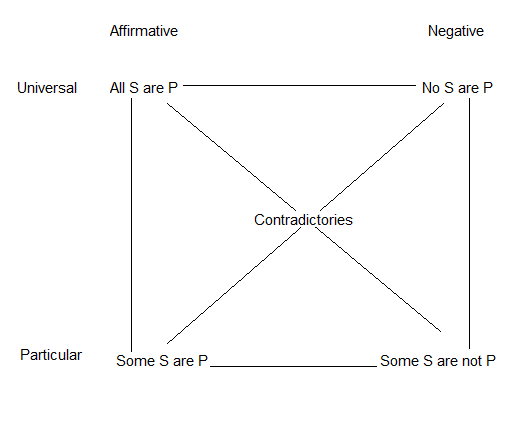 Affirmative Negative
Universal All S are P No S are P
Contradictories
Particular Some S are P Some S are not P